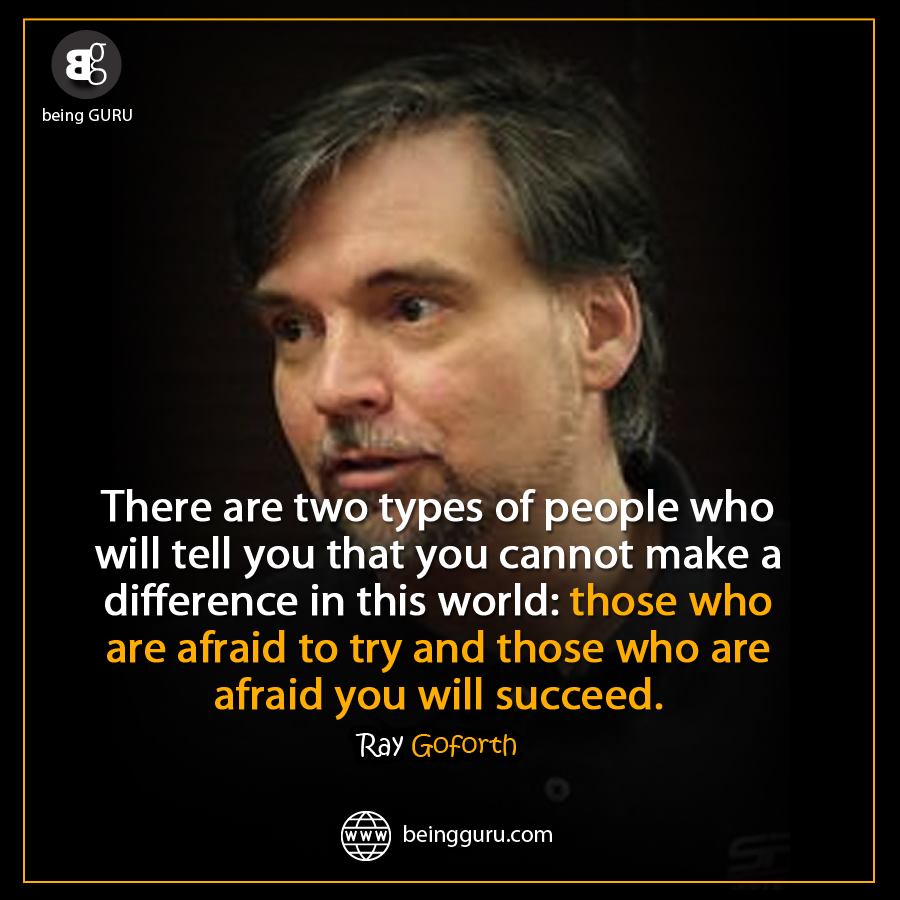 Bg
being GURU
There are two types of people who
will tell you that you cannot make a
difference in this world: those who
are afraid to try and those who are
afraid you will succeed.
Ray Goforth
www beingguru.com